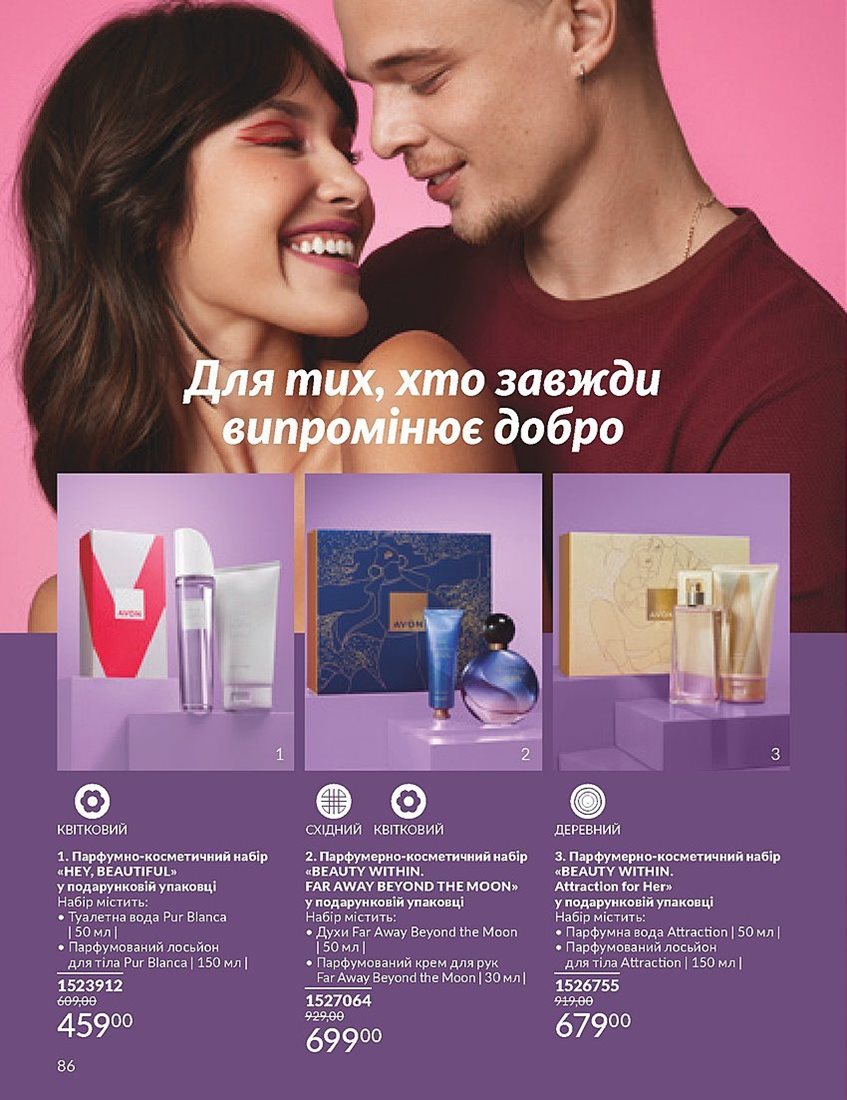 Для тих, хто завжди
випромінює добро
AVON
AVON
AVON
1
2
3
КВІТКОВИЙ
СХІДНИЙ КВІТКОВИЙ
ДЕРЕВНИЙ
1. Парфумно-косметичний набір
«HEY, BEAUTIFUL»
у подарунковій упаковці
Набір містить:
• Туалетна вода Pur Blanca
| 50 мл |
• Парфумований лосьйон
для тіла Pur Blanca | 150 мл |
1523912
609,00
45900
2. Парфумерно-косметичний набір
«BEAUTY WITHIN.
FAR AWAY BEYOND THE MOON»
у подарунковій упаковці
Набір містить:
• Духи Far Away Beyond the Moon
| 50 мл |
• Парфумований крем для рук
Far Away Beyond the Moon | 30 мл |
1527064
929,00
69900
3. Парфумерно-косметичний набір
«BEAUTY WITHIN.
Attraction for Her»
у подарунковій упаковці
Набір містить:
• Парфумна вода Attraction | 50 мл |
• Парфумований лосьйон
для тіла Attraction | 150 мл |
1526755
919,00
67900
86